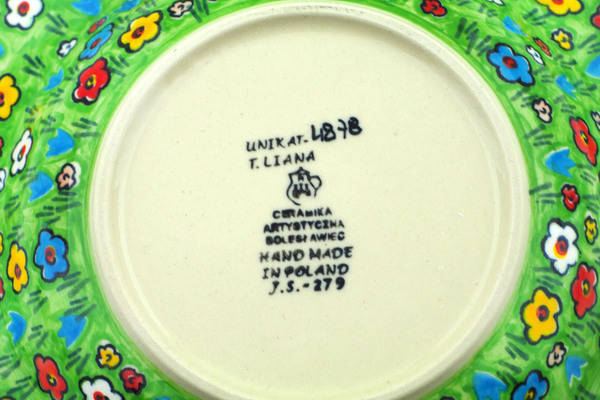 UNIKAT-4878
T. LIANA
CERAMIKA
ARTYSTYCZNA
BOLESŁAWIEC
HAND MADE
IN POLAND
J.S.-279